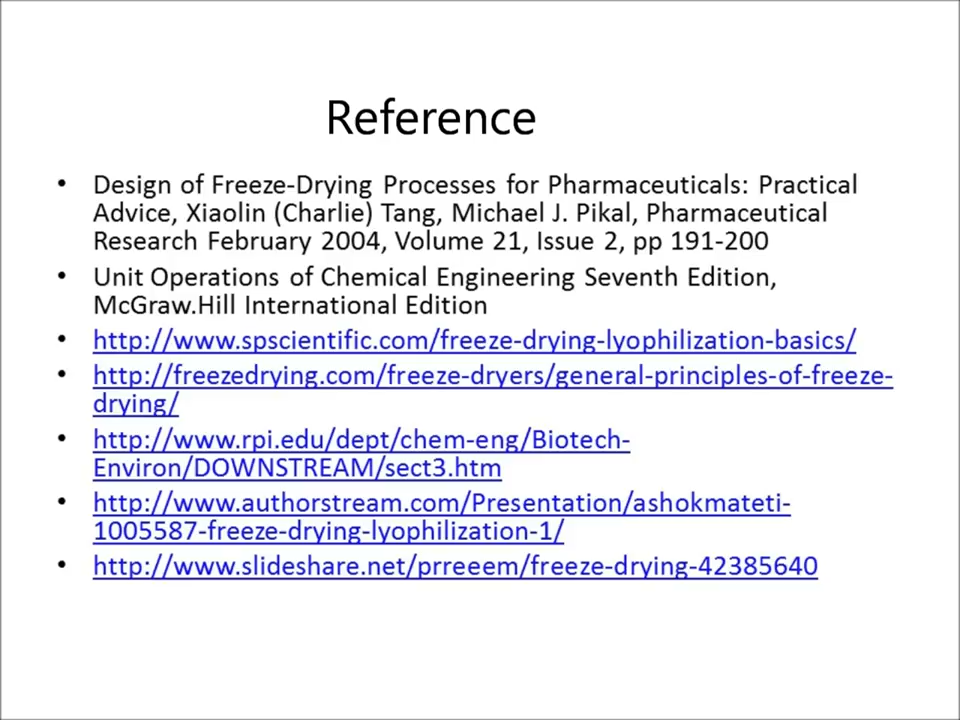 Reference
• Design of Freeze-Drying Processes for Pharmaceuticals: Practical
Advice, Xiaolin (Charlie) Tang, Michael J. Pikal, Pharmaceutical
Research February 2004, Volume 21, Issue 2, pp 191-200
• Unit Operations of Chemical Engineering Seventh Edition,
McGraw.Hill International Edition
• http://www.spscientific.com/freeze-drying-lyophilization-basics/
• http://freezedrying.com/freeze-dryers/general-principles-of-freeze-
drying/
• http://www.rpi.edu/dept/chem-eng/Biotech-
Environ/DOWNSTREAM/sect3.htm
• http://www.authorstream.com/Presentation/ashokmateti-
1005587-freeze-drying-lyophilization-1/
• http://www.slideshare.net/prreeem/freeze-drying-42385640